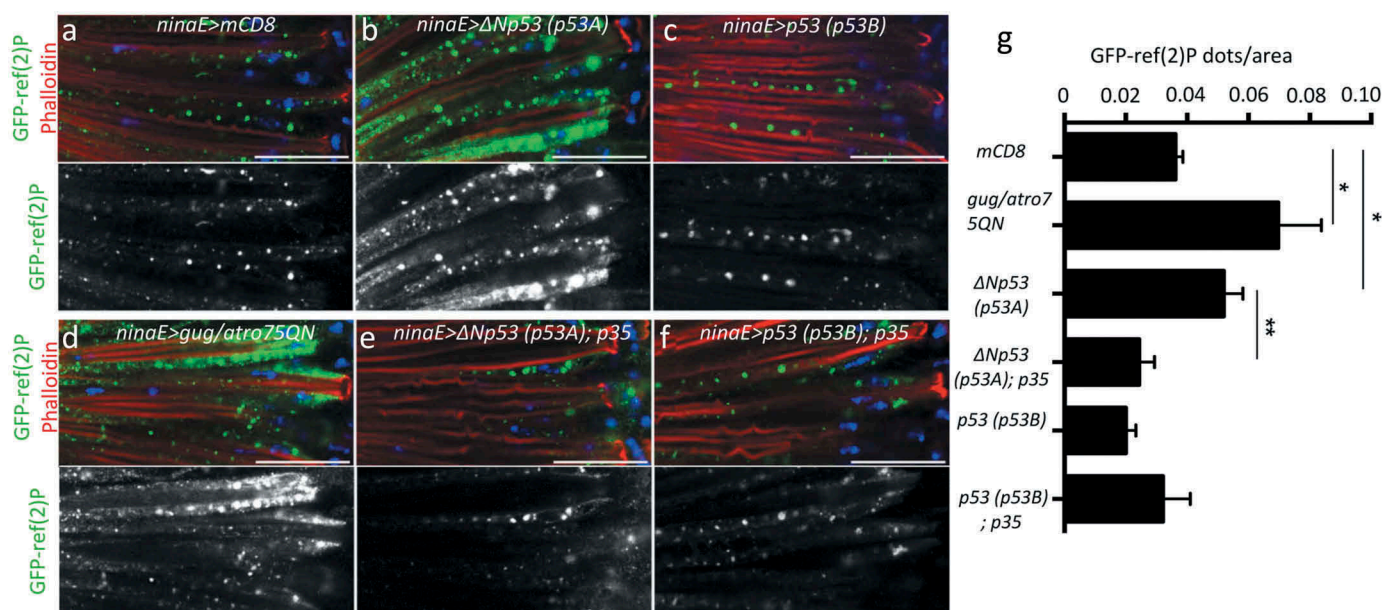 a
ninaE>mCD8
b
ninaE>ΔNp53 (p53A)
c
ninaE>p53 (p53B)
GFP-ref(2)P
Phalloidin
GFP-ref(2)P
d
ninaE>gug/atro75QN
e
ninaE>ΔNp53 (p53A); p35
f
ninaE>p53 (p53B); p35
GFP-ref(2)P
Phalloidin
GFP-ref(2)P
g
GFP-ref(2)P dots/area
0 0.02 0.04 0.06 0.08 0.10
mCD8
gug/atro7
5QN
ΔNp53
(p53A)
ΔNp53
(p53A); p35
p53 (p53B)
p53 (p53B)
; p35
*
*
**